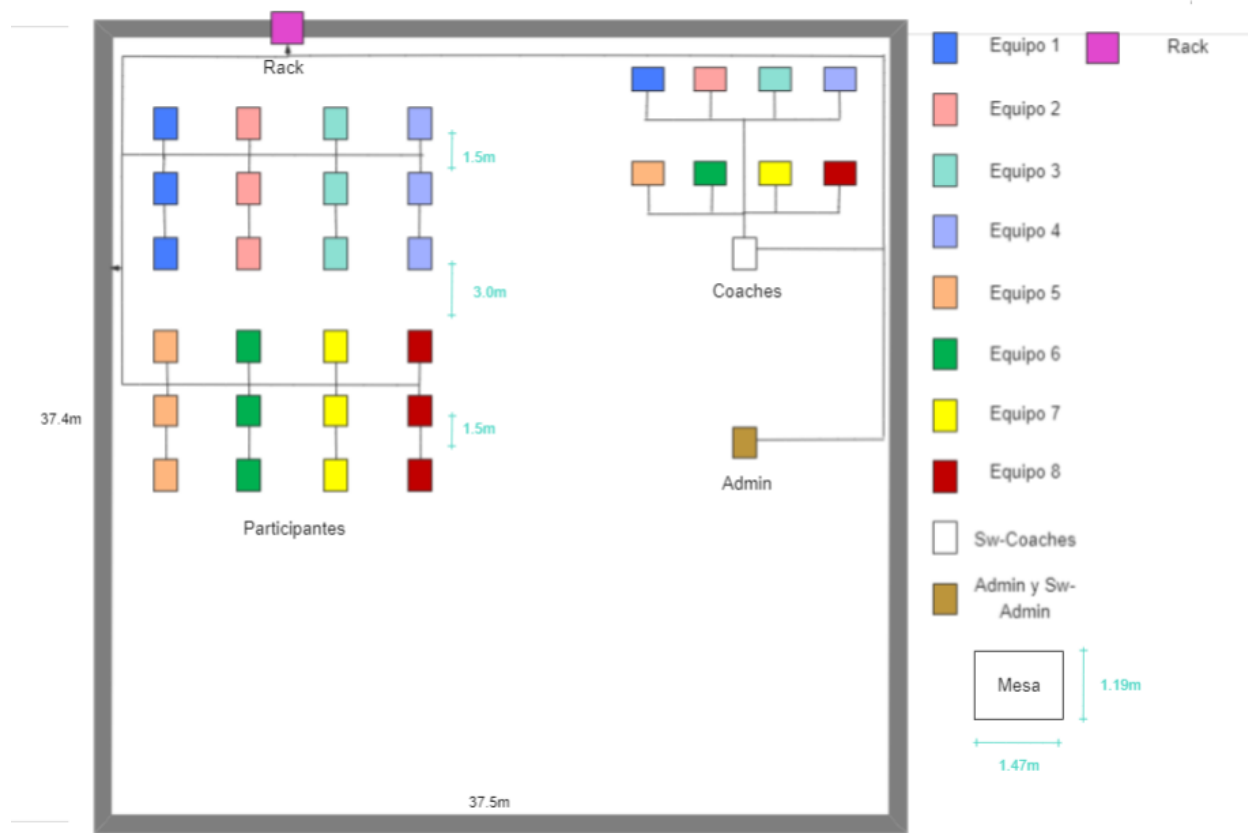 Rack
1.5m
3.0m
37.4m
1.5m
Participantes
Coaches
Admin
37.5m
Equipo 1
Rack
Equipo 2
Equipo 3
Equipo 4
Equipo 5
Equipo 6
Equipo 7
Equipo 8
Sw-Coaches
Admin y Sw-
Admin
Mesa
1.19m
1.47m